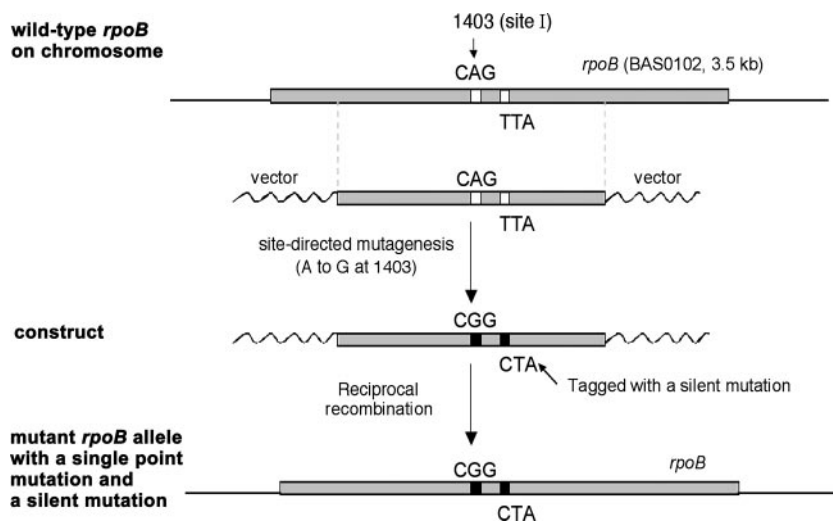 1403 (site I)
wild-type rpoB
on chromosome
CAG
rpoB (BAS0102, 3.5 kb)
TTA
vector
CAG
vector
TTA
site-directed mutagenesis
(A to G at 1403)
CGG
construct
CTA
Tagged with a silent mutation
Reciprocal
recombination
mutant rpoB allele
with a single point
mutation and
a silent mutation
CGG
rpoB
CTA